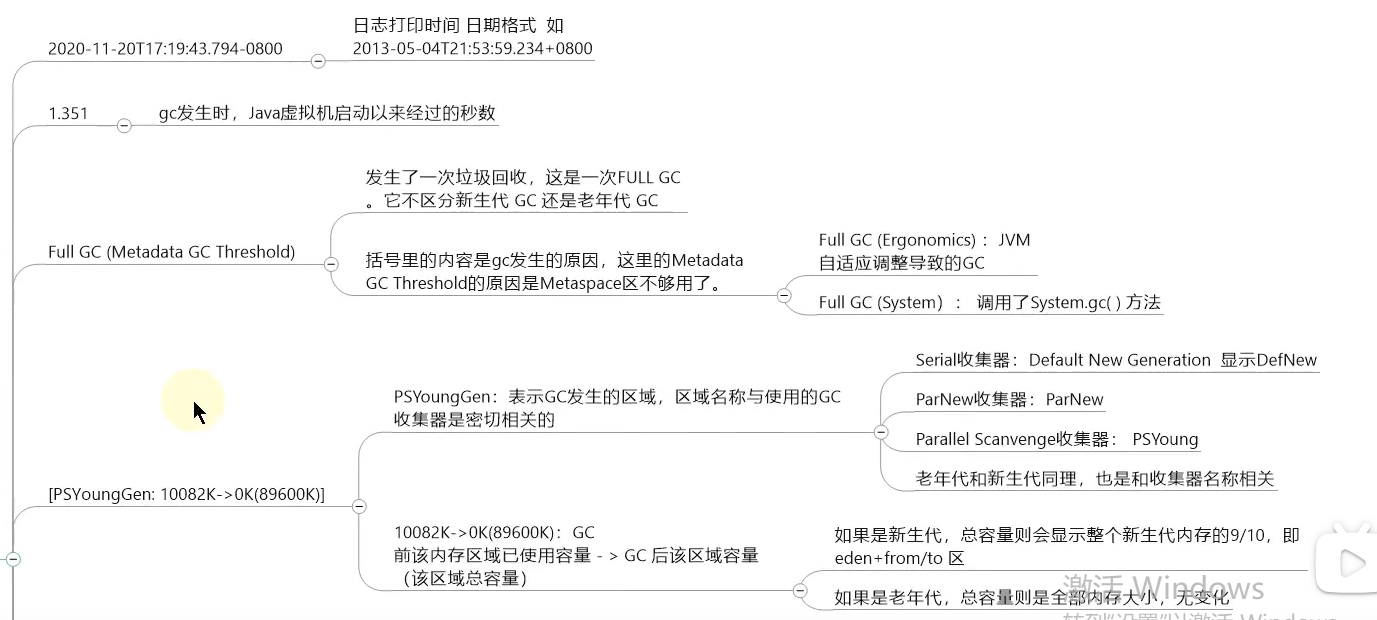 日志打印时间 日期格式 如
2020-11-20T17:19:43.794-0800
2013-05-04T21:53:59.234+0800
1.351
gc发生时，Java虚拟机启动以来经过的秒数
发生了一次垃圾回收，这是一次FULL GC
。它不区分新生代 GC 还是老年代 GC
Full GC (Metadata GC Threshold)
括号里的内容是gc发生的原因，这里的Metadata
GC Threshold的原因是Metaspace区不够用了。
Full GC (Ergonomics) ：JVM
自适应调整导致的GC
Full GC (System) ： 调用了System.gc( ) 方法
[PSYoungGen: 10082K->0K(89600K)]
PSYoungGen：表示GC发生的区域，区域名称与使用的GC
收集器是密切相关的
Serial收集器：Default New Generation 显示DefNew
ParNew收集器：ParNew
Parallel Scanvenge收集器： PSYoung
老年代和新生代同理，也是和收集器名称相关
10082K->0K(89600K)：GC
前该内存区域已使用容量 - > GC 后该区域容量
（该区域总容量）
如果是新生代，总容量则会显示整个新生代内存的9/10，即
eden+from/to 区
如果是老年代，总容量则是全部内存大小，无变化
激活 Windows
转到"设置"以激活 Windows